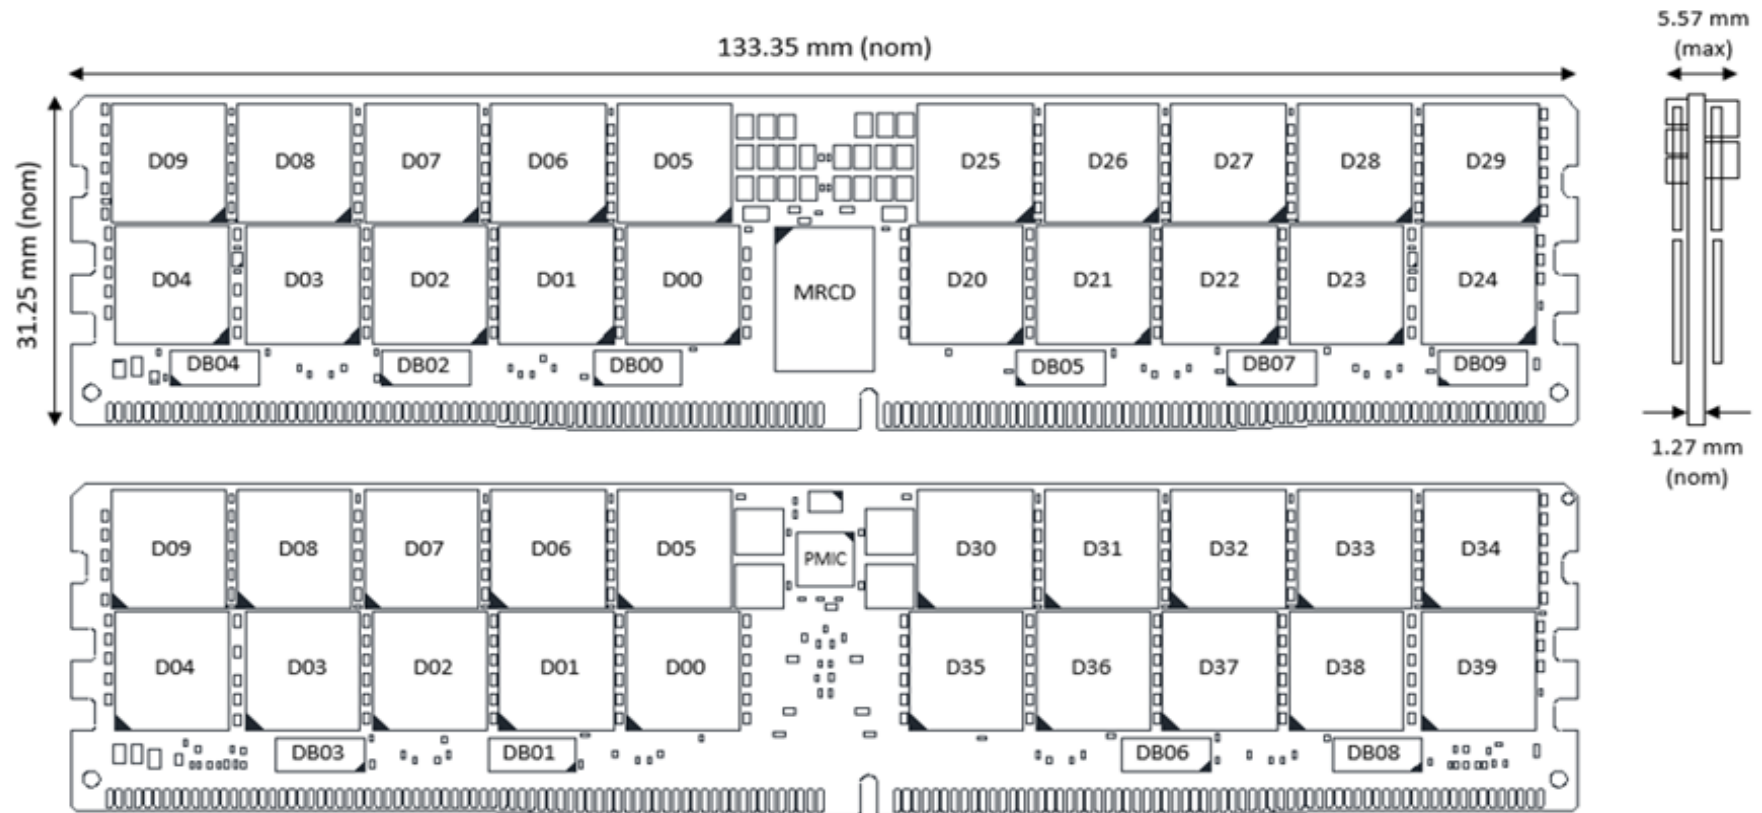 133.35 mm (nom)
5.57 mm
(max)
31.25 mm (nom)
D09 D08 D07 D06 D05 D25 D26 D27 D28 D29
D04 D03 D02 D01 D00 MRCD D20 D21 D22 D23 D24
DB04 DB02 DB00 DB05 DB07 DB09
1.27 mm
(nom)
D09 D08 D07 D06 D05 PMIC D30 D31 D32 D33 D34
D04 D03 D02 D01 D00 D35 D36 D37 D38 D39
DB03 DB01 DB06 DB08